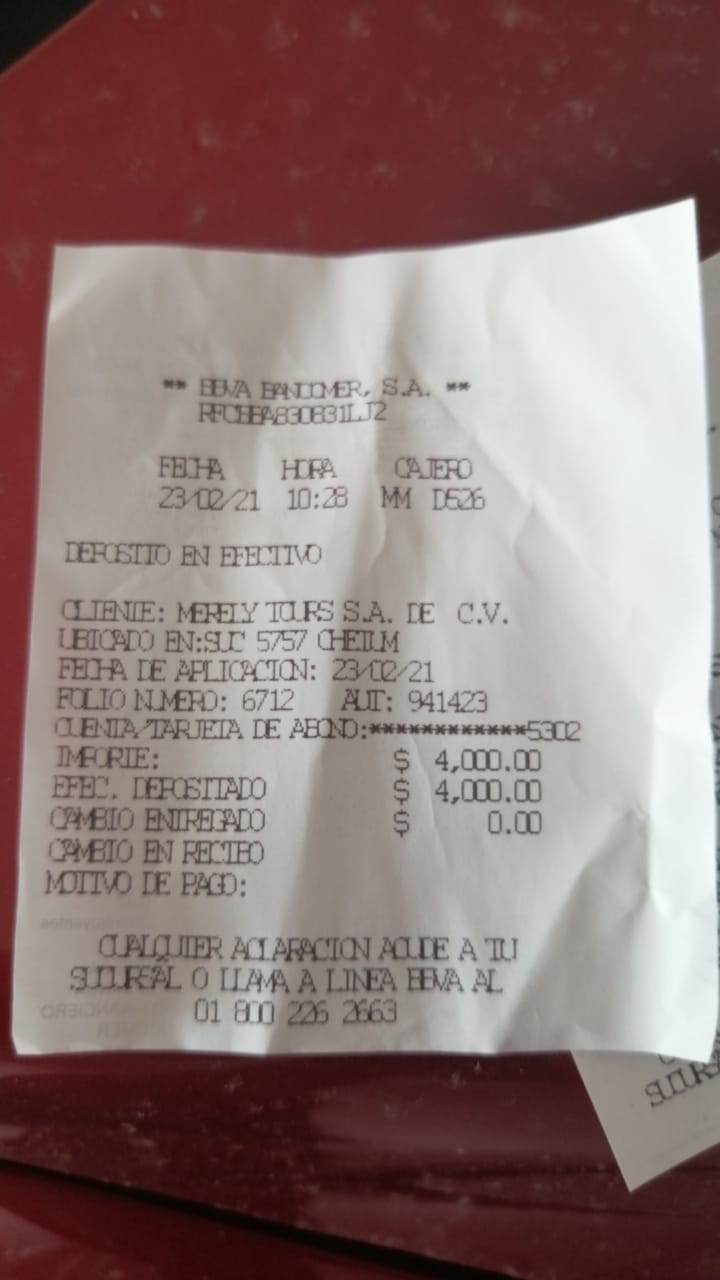 ** BBVA BANCOMER, S.A. **
RFCBBA830831LJ2
FECHA HORA CAJERO
23/02/21 10:28 MM D526
DEPOSITO EN EFECTIVO
CLIENTE: MERELY TOURS S.A. DE C.V.
UBICADO EN:SUC 5757 CHETUM
FECHA DE APLICACION: 23/02/21
FOLIO NUMERO: 6712 AUT: 941423
CUENTA/TARJETA DE ABONO:************5302
IMPORTE: $ 4,000.00
EFEC. DEPOSITADO $ 4,000.00
CAMBIO ENTREGADO $ 0.00
CAMBIO EN RECIBO
MOTIVO DE PAGO:
CUALQUIER ACLARACION ACUDE A TU
SUCURSAL O LLAMA A LINEA BBVA AL
01 800 226 2663